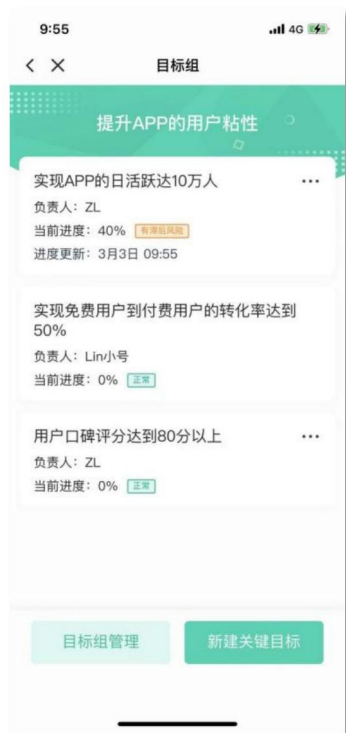 9:55
4G
目标组
提升APP的用户粘性
实现APP的日活跃达10万人
负责人：ZL
当前进度：40% 有滞后风险
进度更新：3月3日 09:55
实现免费用户到付费用户的转化率达到
50%
负责人：Lin小号
当前进度：0% 正常
用户口碑评分达到80分以上
负责人：ZL
当前进度：0% 正常
目标组管理
新建关键目标